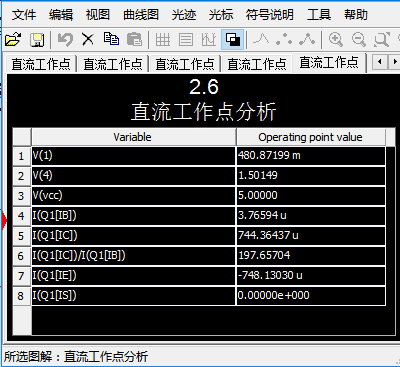 文件 编辑 视图 曲线图 光迹 光标 符号说明 工具 帮助
直流工作点 直流工作点 直流工作点 直流工作点 直流工作点
2.6
直流工作点分析
Variable Operating point value
1 V(1) 480.87199 m
2 V(4) 1.50149
3 V(vcc) 5.00000
4 I(Q1[IB]) 3.76594 u
5 I(Q1[IC]) 744.36437 u
6 I(Q1[IC])/I(Q1[IB]) 197.65704
7 I(Q1[IE]) -748.13030 u
8 I(Q1[IS]) 0.00000e+000
所选图解：直流工作点分析